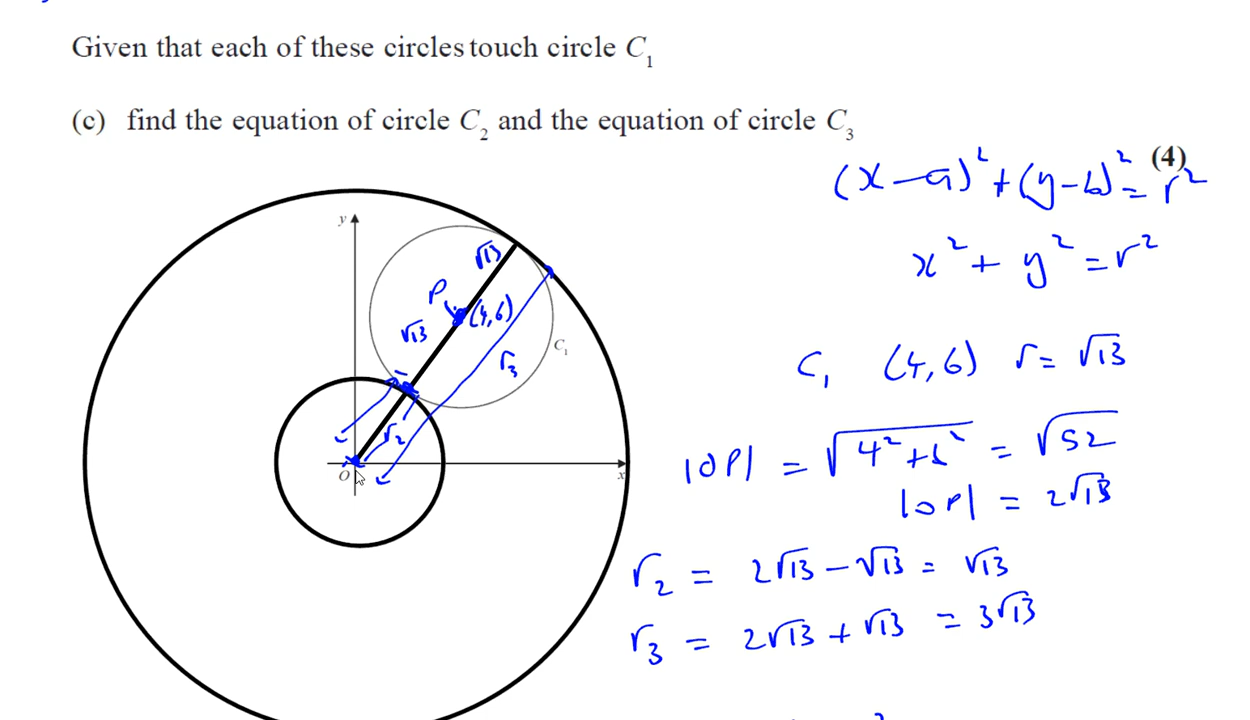 Given that each of these circles touch circle C₁
(c) find the equation of circle C₂ and the equation of circle C₃
(4)
(x-a)²+(y-b)²=r²
x²+y²=r²
C₁ (4,6) r=√13
|OP| = √4²+6² = √52
|OP| = 2√13
r₂ = 2√13-√13 = √13
r₃ = 2√13+√13 = 3√13
y
√13
P
(4,6)
√13
C₁
r₃
r₂
O
x
2